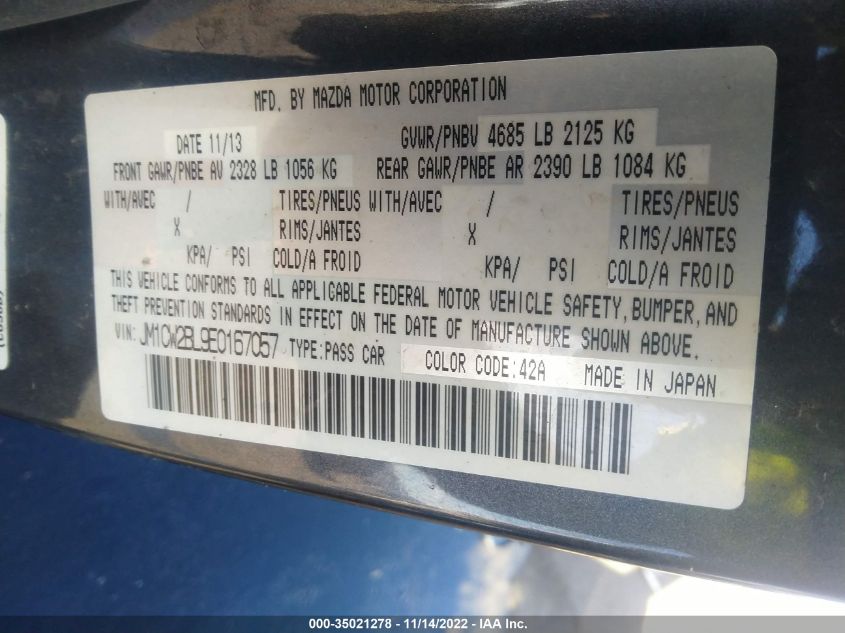 MFD. BY MAZDA MOTOR CORPORATION
DATE 11/13 GVWR/PNBV 4685 LB 2125 KG
FRONT GAWR/PNBE AV 2328 LB 1056 KG REAR GAWR/PNBE AR 2390 LB 1084 KG
WITH/AVEC / TIRES/PNEUS WITH/AVEC / TIRES/PNEUS
X RIMS/JANTES X RIMS/JANTES
KPA/ PSI COLD/A FROID KPA/ PSI COLD/A FROID
THIS VEHICLE CONFORMS TO ALL APPLICABLE FEDERAL MOTOR VEHICLE SAFETY, BUMPER, AND
THEFT PREVENTION STANDARDS IN EFFECT ON THE DATE OF MANUFACTURE SHOWN ABOVE.
VIN: JM1CW2BL9E0167057 TYPE:PASS CAR COLOR CODE:42A MADE IN JAPAN
000-35021278 - 11/14/2022 - IAA Inc.